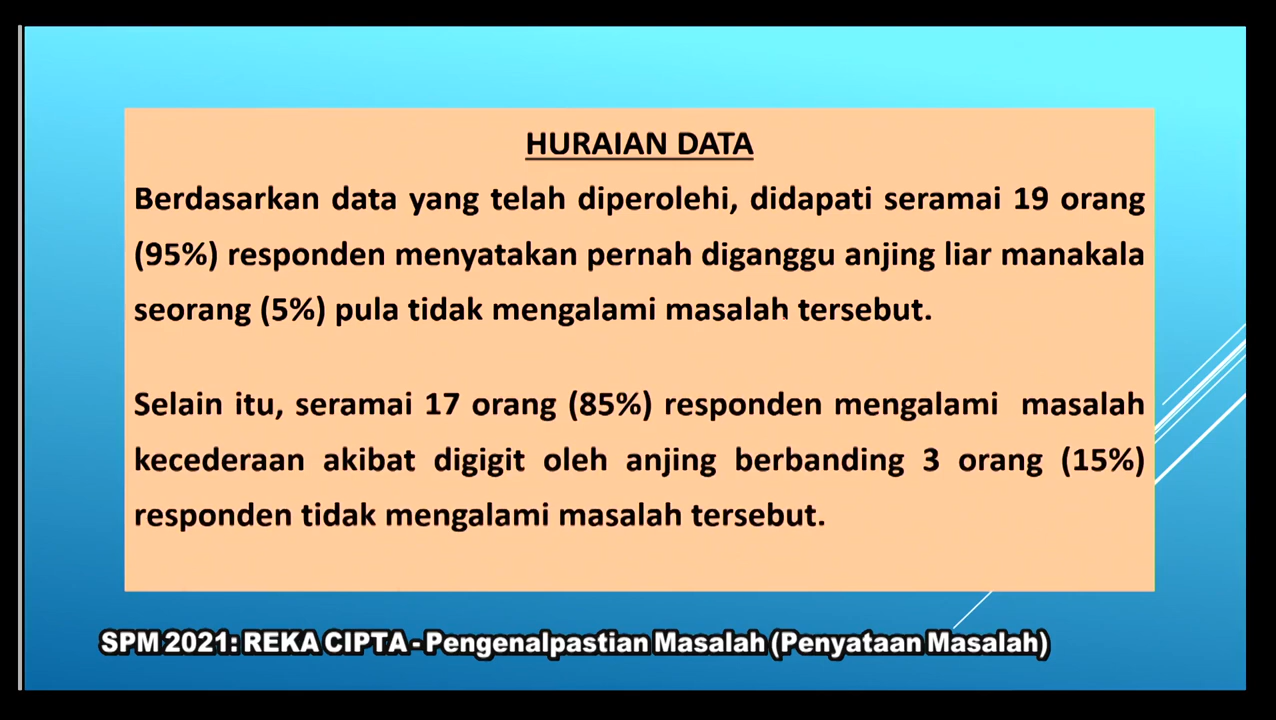 HURAIAN DATA
Berdasarkan data yang telah diperolehi, didapati seramai 19 orang
(95%) responden menyatakan pernah diganggu anjing liar manakala
seorang (5%) pula tidak mengalami masalah tersebut.
Selain itu, seramai 17 orang (85%) responden mengalami masalah
kecederaan akibat digigit oleh anjing berbanding 3 orang (15%)
responden tidak mengalami masalah tersebut.
SPM 2021: REKA CIPTA - Pengenalpastian Masalah (Penyataan Masalah)